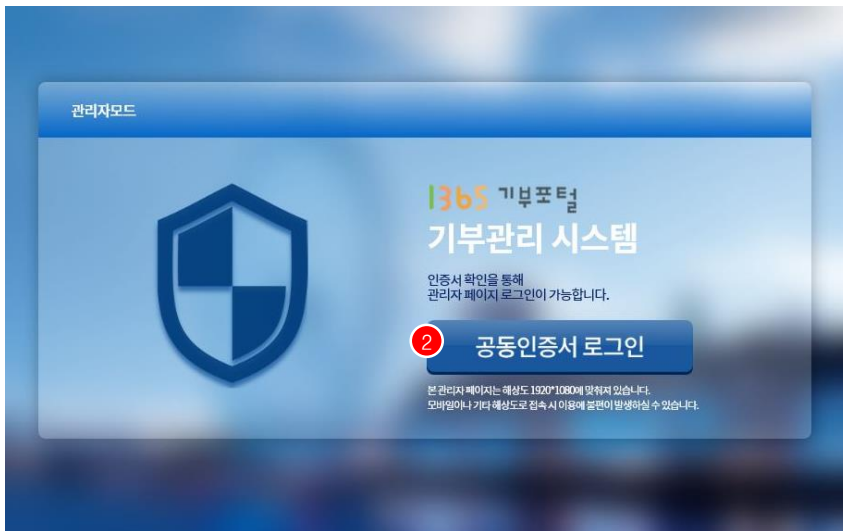 관리자모드
1365 기부포털
기부관리 시스템
인증서 확인을 통해
관리자 페이지 로그인이 가능합니다.
2 공동인증서 로그인
본 관리자 페이지는 해상도 1920*1080에 맞춰져 있습니다.
모바일이나 기타 해상도로 접속 시 이용에 불편이 발생하실 수 있습니다.